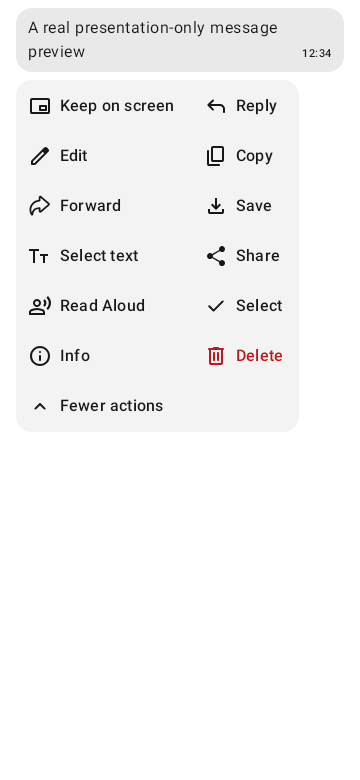 A real presentation-only message
preview
12:34
Keep on screen
Reply
Edit
Copy
Forward
Save
Select text
Share
Read Aloud
Select
Info
Delete
Fewer actions